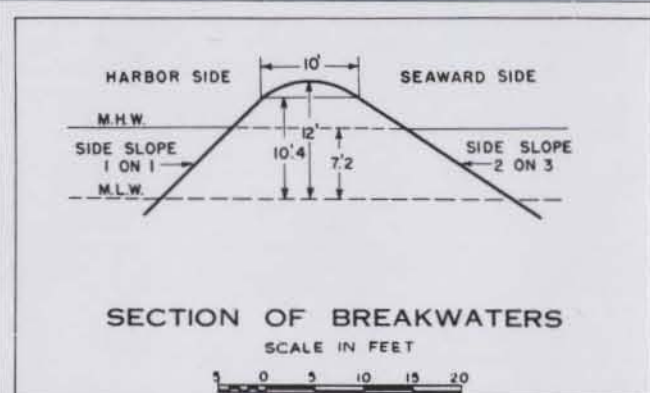 10'
HARBOR SIDE SEAWARD SIDE
M.H.W.
12'
SIDE SLOPE
1 ON 1
10'.4
7'.2
SIDE SLOPE
2 ON 3
M.L.W.
SECTION OF BREAKWATERS
SCALE IN FEET
5 0 5 10 15 20